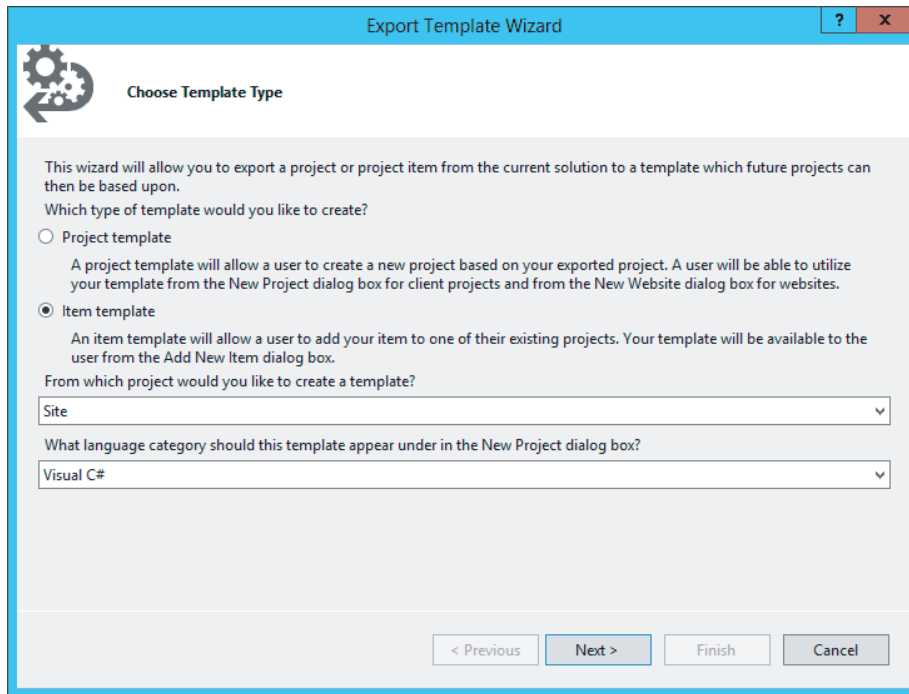 Export Template Wizard
?
x
Choose Template Type
This wizard will allow you to export a project or project item from the current solution to a template which future projects can
then be based upon.
Which type of template would you like to create?
Project template
A project template will allow a user to create a new project based on your exported project. A user will be able to utilize
your template from the New Project dialog box for client projects and from the New Website dialog box for websites.
Item template
An item template will allow a user to add your item to one of their existing projects. Your template will be available to the
user from the Add New Item dialog box.
From which project would you like to create a template?
Site
What language category should this template appear under in the New Project dialog box?
Visual C#
< Previous
Next >
Finish
Cancel